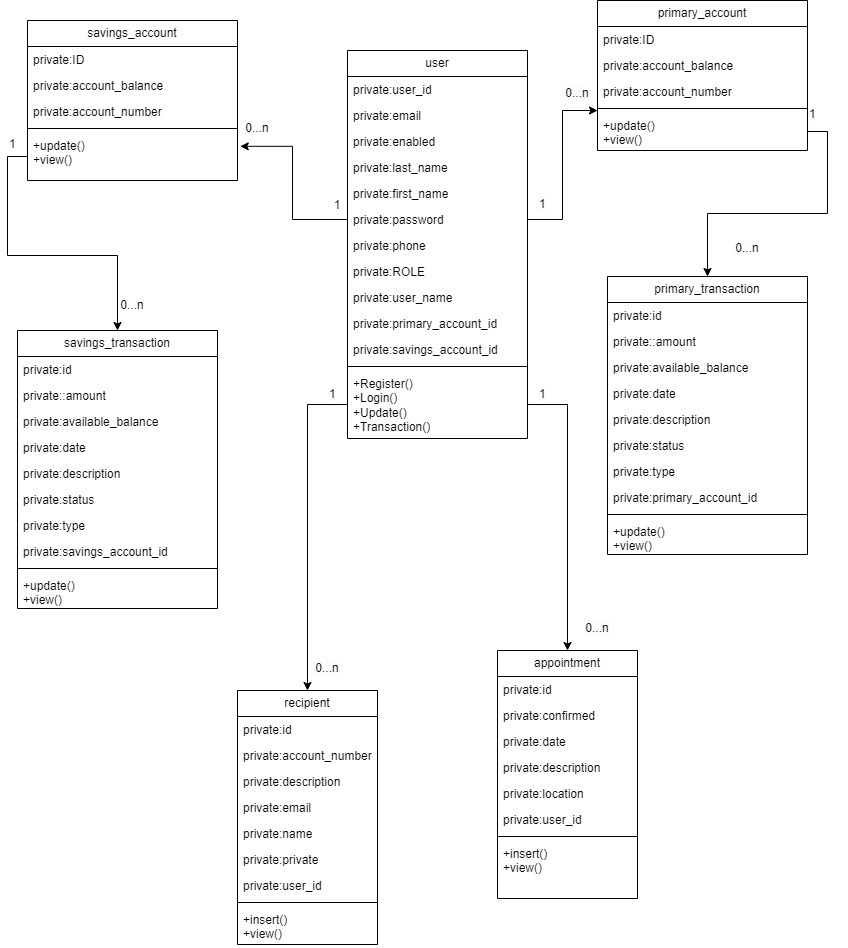 savings_account
private:ID
private:account_balance
private:account_number
+update()
+view()
1
0...n
1
user
private:user_id
private:email
private:enabled
private:last_name
private:first_name
private:password
private:phone
private:ROLE
private:user_name
private:primary_account_id
private:savings_account_id
+Register()
+Login()
+Update()
+Transaction()
1
0...n
primary_account
private:ID
private:account_balance
private:account_number
+update()
+view()
1
0...n
primary_transaction
private:id
private::amount
private:available_balance
private:date
private:description
private:status
private:type
private:primary_account_id
+update()
+view()
0...n
savings_transaction
private:id
private::amount
private:available_balance
private:date
private:description
private:status
private:type
private:savings_account_id
+update()
+view()
1
0...n
recipient
private:id
private:account_number
private:description
private:email
private:name
private:private
private:user_id
+insert()
+view()
1
0...n
appointment
private:id
private:confirmed
private:date
private:description
private:location
private:user_id
+insert()
+view()